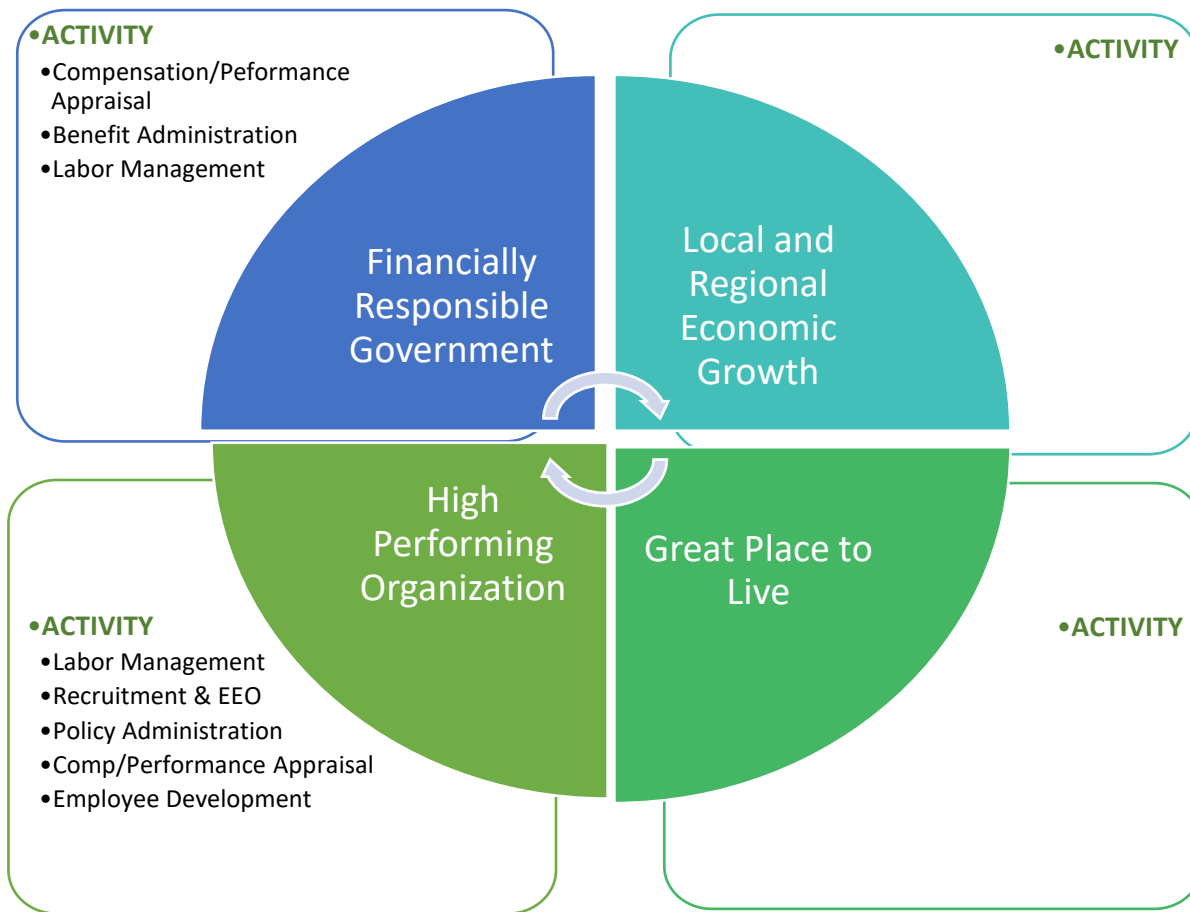 •ACTIVITY
•Compensation/Peformance
Appraisal
•Benefit Administration
•Labor Management
•ACTIVITY
Financially
Responsible
Government
Local and
Regional
Economic
Growth
High
Performing
Organization
Great Place to
Live
•ACTIVITY
•Labor Management
•Recruitment & EEO
•Policy Administration
•Comp/Performance Appraisal
•Employee Development
•ACTIVITY